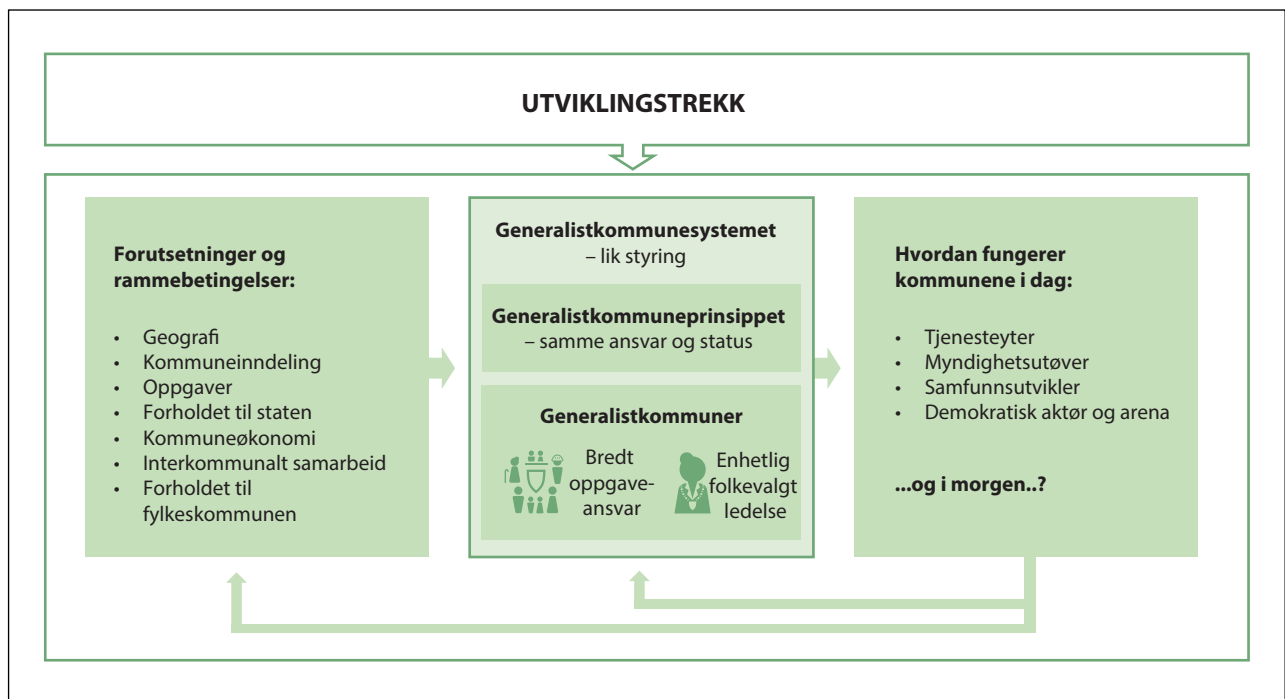 UTVIKLINGSTREKK
Forutsetninger og
rammebetingelser:
• Geografi
• Kommuneinndeling
• Oppgaver
• Forholdet til staten
• Kommuneøkonomi
• Interkommunalt samarbeid
• Forholdet til
fylkeskommunen
Generalistkommunesystemet
– lik styring
Generalistkommuneprinsippet
– samme ansvar og status
Generalistkommuner
Bredt
oppgave-
ansvar
Enhetlig
folkevalgt
ledelse
Hvordan fungerer
kommunene i dag:
• Tjenesteyter
• Myndighetsutøver
• Samfunnsutvikler
• Demokratisk aktør og arena
...og i morgen..?